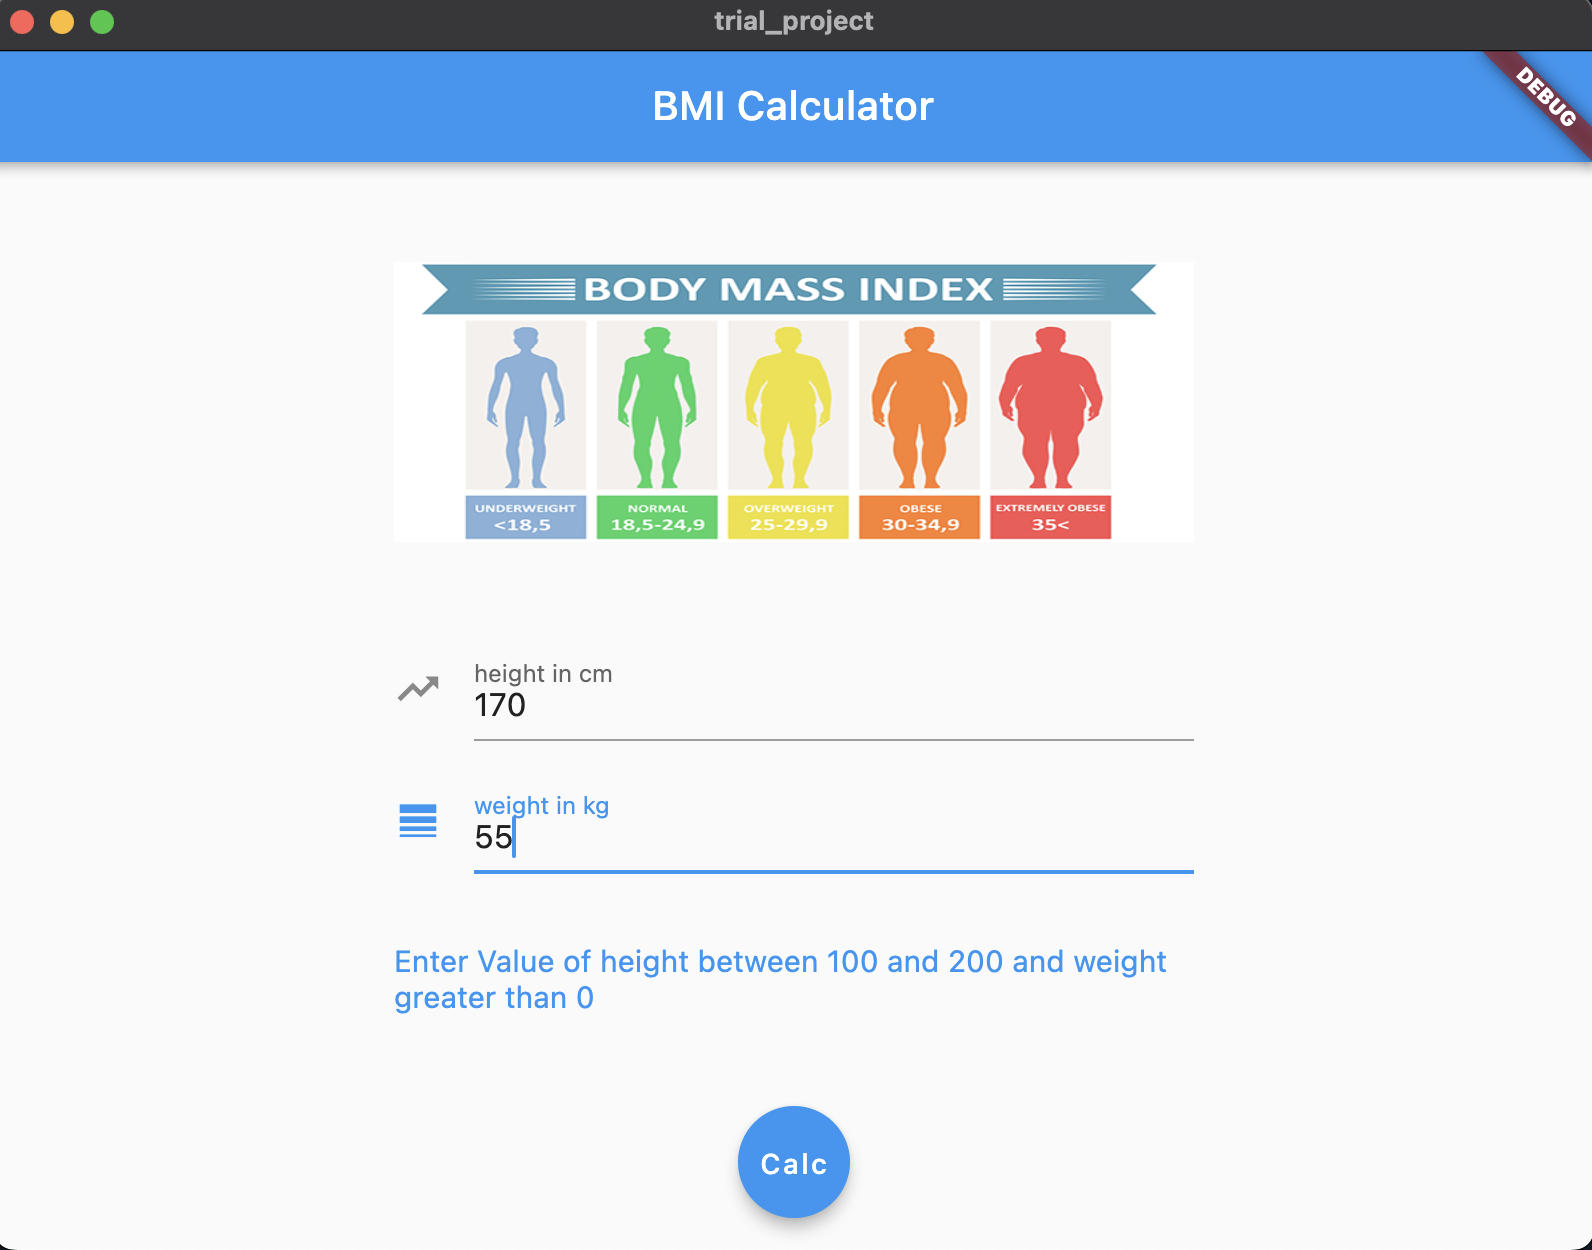 trial_project
BMI Calculator
DEBUG
BODY MASS INDEX
UNDERWEIGHT NORMAL OVERWEIGHT OBESE EXTREMELY OBESE
<18,5 18,5-24,9 25-29,9 30-34,9 35<
height in cm
170
weight in kg
55
Enter Value of height between 100 and 200 and weight
greater than 0
Calc